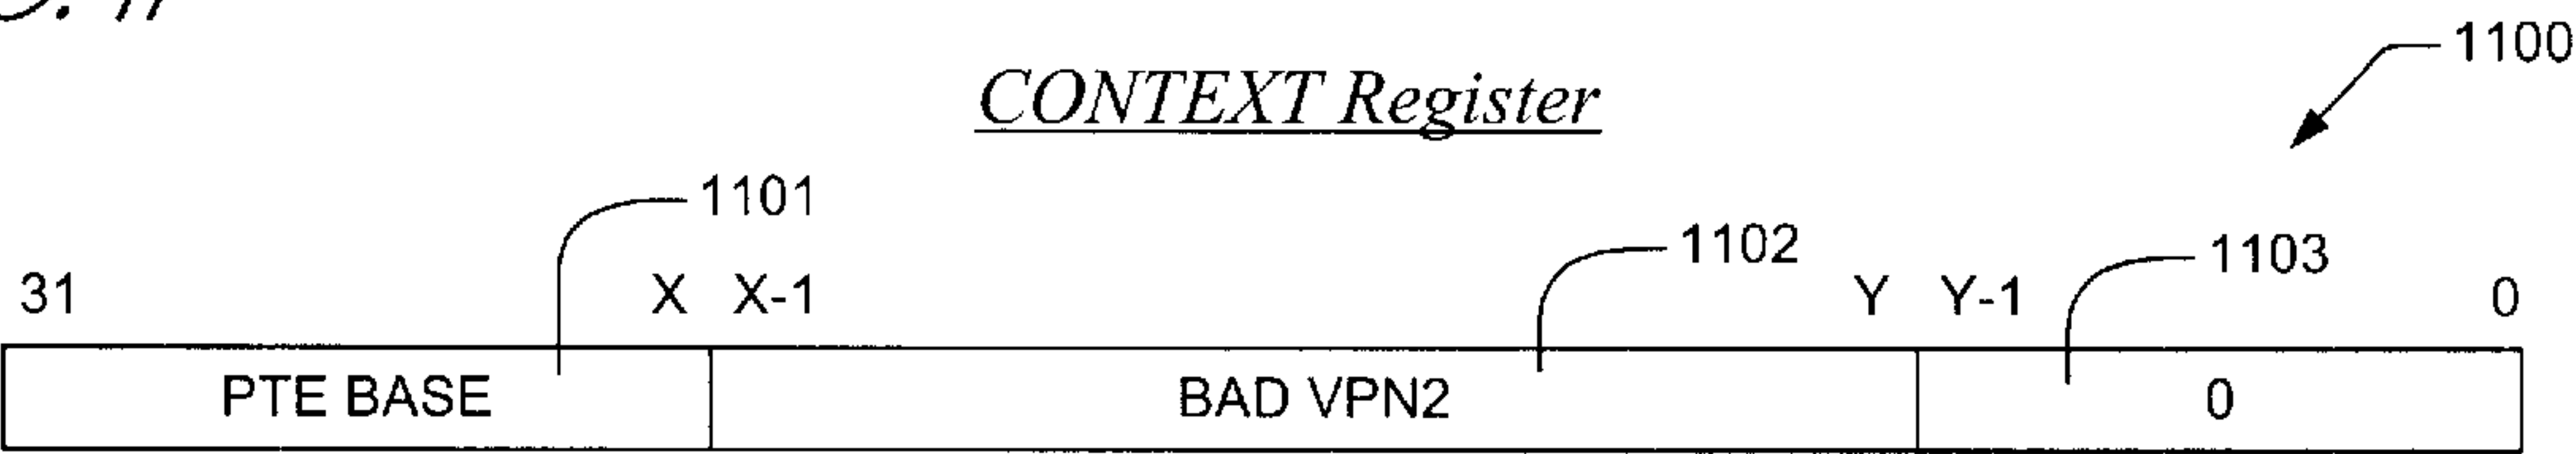 1100
CONTEXT Register
1101
1102
1103
31 X X-1 Y Y-1 0
PTE BASE BAD VPN2 0